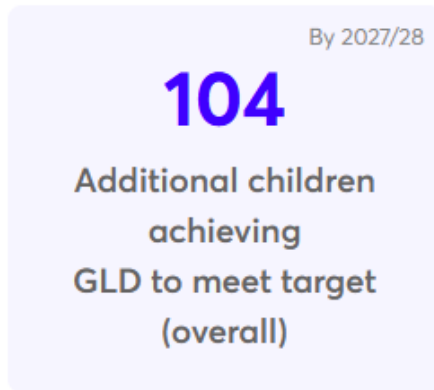 By 2027/28
104
Additional children
achieving
GLD to meet target
(overall)